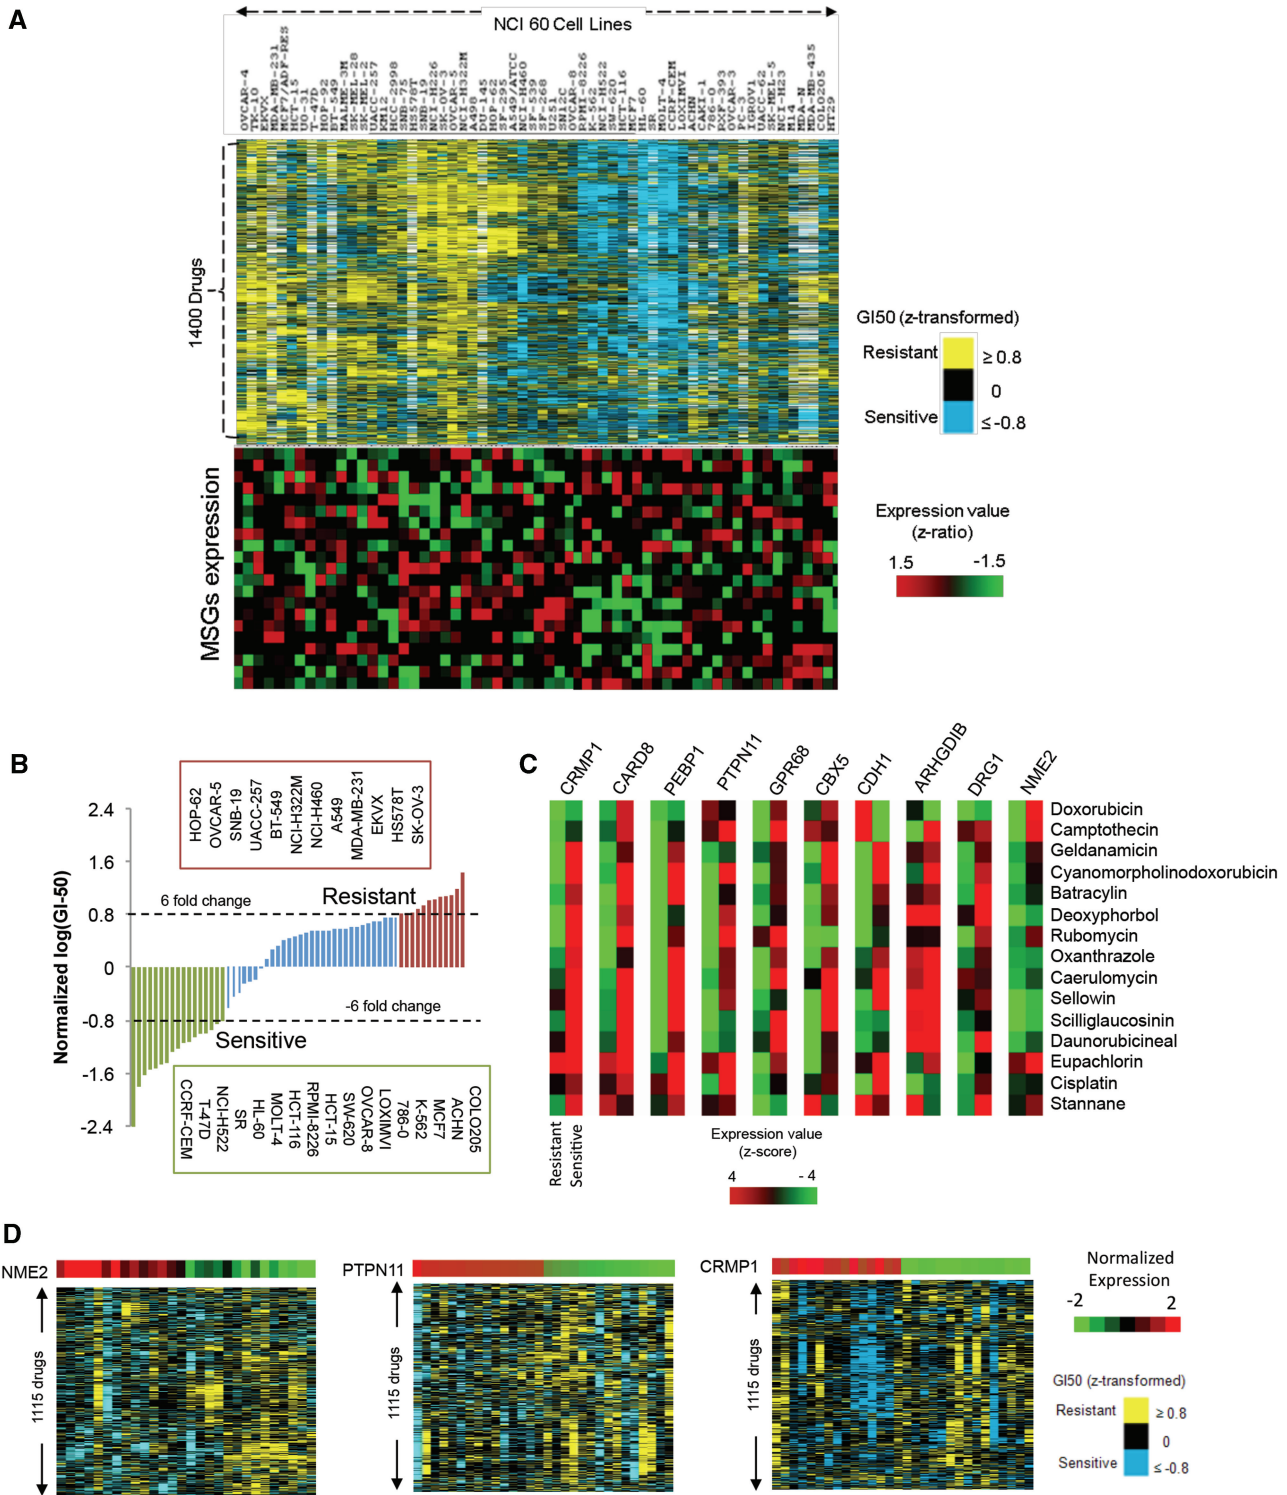 A
NCI 60 Cell Lines
OVCAR-4
TK-10
EKVX
MDA-MB-231
MCF7/ADF-RES
HCT-15
UO-31
T-47D
HOP-92
BT-549
MALME-3M
SK-MEL-28
SK-MEL-2
UACC-257
KM12
HCC-2998
SNB-75
HS578T
SNB-19
NCI-H226
SK-OV-3
OVCAR-5
NCI-H322M
A498
DU-145
HOP-62
SF-295
A549/ATCC
NCI-H460
SF-539
SF-268
U251
SN12C
OVCAR-8
RPMI-8226
K-562
NCI-H522
SW-620
HCT-116
MCF7
HL-60
SR
MOLT-4
CCRF-CEM
LOXIMVI
ACHN
CAKI-1
786-0
RXF-393
OVCAR-3
PC-3
IGROV1
UACC-62
SK-MEL-5
NCI-H23
M14
MDA-N
MDA-MB-435
COLO205
HT29
1400 Drugs
GI50 (z-transformed)
Resistant
≥ 0.8
0
Sensitive
≤ -0.8
MSGs expression
Expression value
(z-ratio)
1.5
-1.5
B
HOP-62
OVCAR-5
SNB-19
UACC-257
BT-549
NCI-H322M
NCI-H460
A549
MDA-MB-231
EKVX
HS578T
SK-OV-3
Normalized log(GI-50)
2.4
1.6
0.8
0
-0.8
-1.6
-2.4
6 fold change
Resistant
-6 fold change
Sensitive
CCRF-CEM
T-47D
NCI-H522
SR
HL-60
MOLT-4
HCT-116
RPMI-8226
HCT-15
SW-620
OVCAR-8
LOXIMVI
786-0
K-562
MCF7
ACHN
COLO205
C
CRMP1
CARD8
PEBP1
PTPN11
GPR68
CBX5
CDH1
ARHGDIB
DRG1
NME2
Doxorubicin
Camptothecin
Geldanamicin
Cyanomorpholinodoxorubicin
Batracylin
Deoxyphorbol
Rubomycin
Oxanthrazole
Caerulomycin
Sellowin
Scilliglaucosinin
Daunorubicineal
Eupachlorin
Cisplatin
Stannane
Resistant
Sensitive
Expression value
(z-score)
4
- 4
D
NME2
1115 drugs
PTPN11
1115 drugs
CRMP1
1115 drugs
Normalized
Expression
-2
2
GI50 (z-transformed)
Resistant
≥ 0.8
0
Sensitive
≤ -0.8